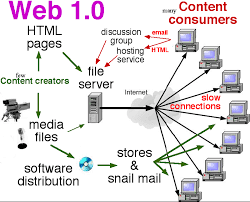 Web 1.0
many Content
consumers
HTML
pages
discussion
group
email
hosting
service
HTML
few
Content creators
file
server
Internet
slow
connections
media
files
software
distribution
stores
&
snail mail